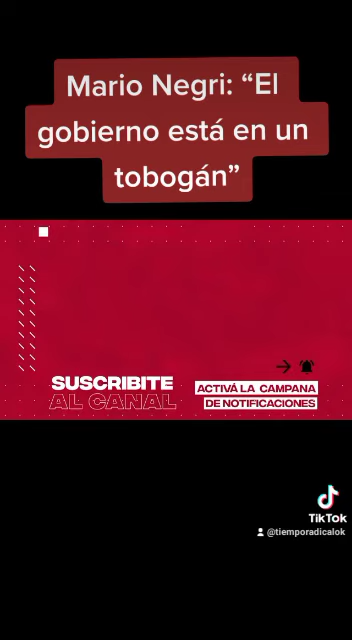 Mario Negri: “El
gobierno está en un
tobogán”
SUSCRIBITE
AL CANAL
ACTIVÁ LA CAMPANA
DE NOTIFICACIONES
TikTok
@tiemporadicalok